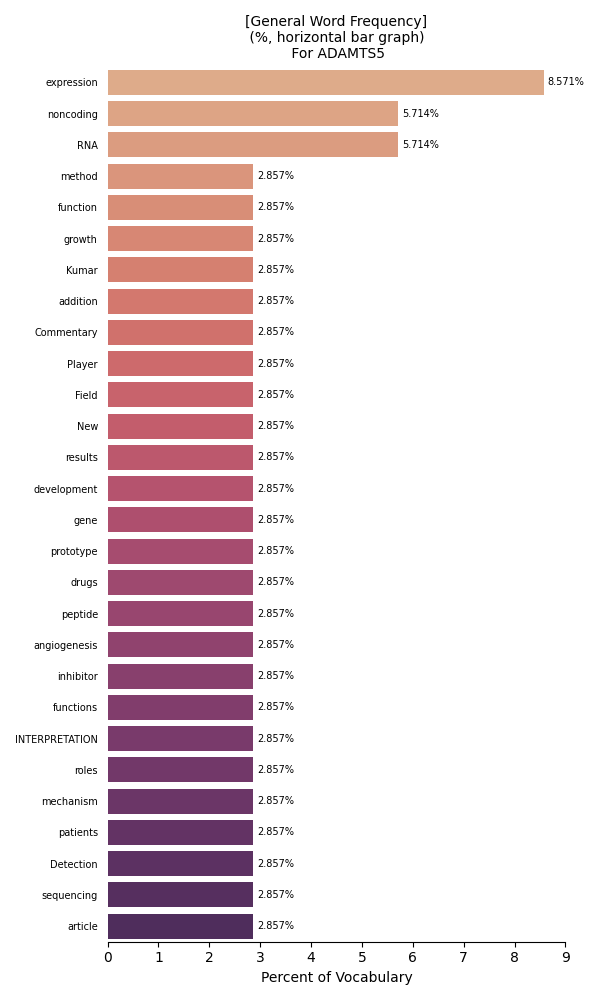 [General Word Frequency]
(%, horizontal bar graph)
For ADAMTS5
expression 8.571%
noncoding 5.714%
RNA 5.714%
method 2.857%
function 2.857%
growth 2.857%
Kumar 2.857%
addition 2.857%
Commentary 2.857%
Player 2.857%
Field 2.857%
New 2.857%
results 2.857%
development 2.857%
gene 2.857%
prototype 2.857%
drugs 2.857%
peptide 2.857%
angiogenesis 2.857%
inhibitor 2.857%
functions 2.857%
INTERPRETATION 2.857%
roles 2.857%
mechanism 2.857%
patients 2.857%
Detection 2.857%
sequencing 2.857%
article 2.857%
0 1 2 3 4 5 6 7 8 9
Percent of Vocabulary